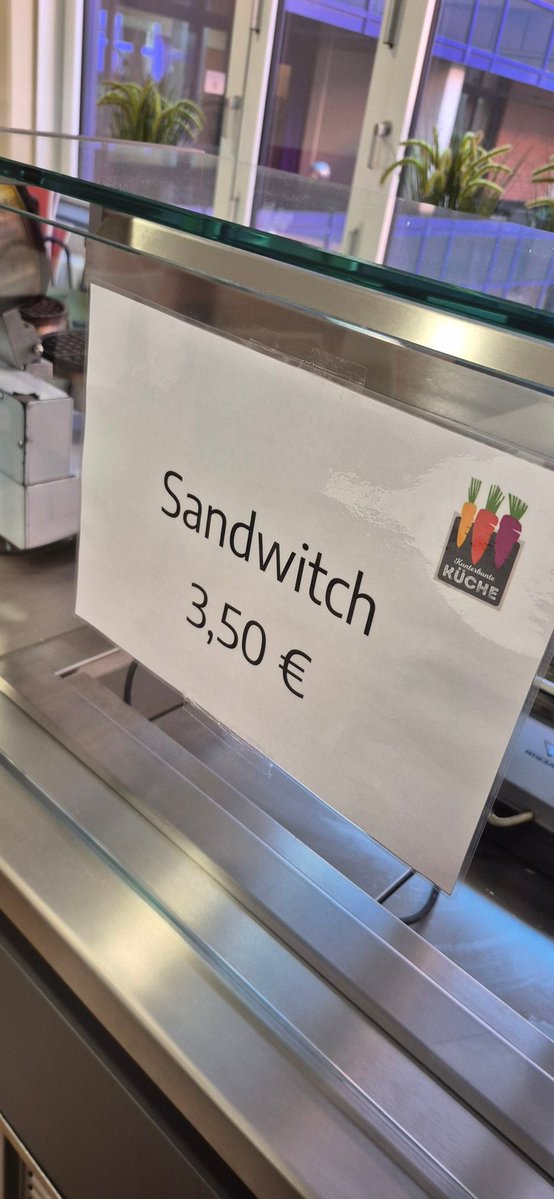 Sandwitch
3,50 €
Kunterbunte
KÜCHE